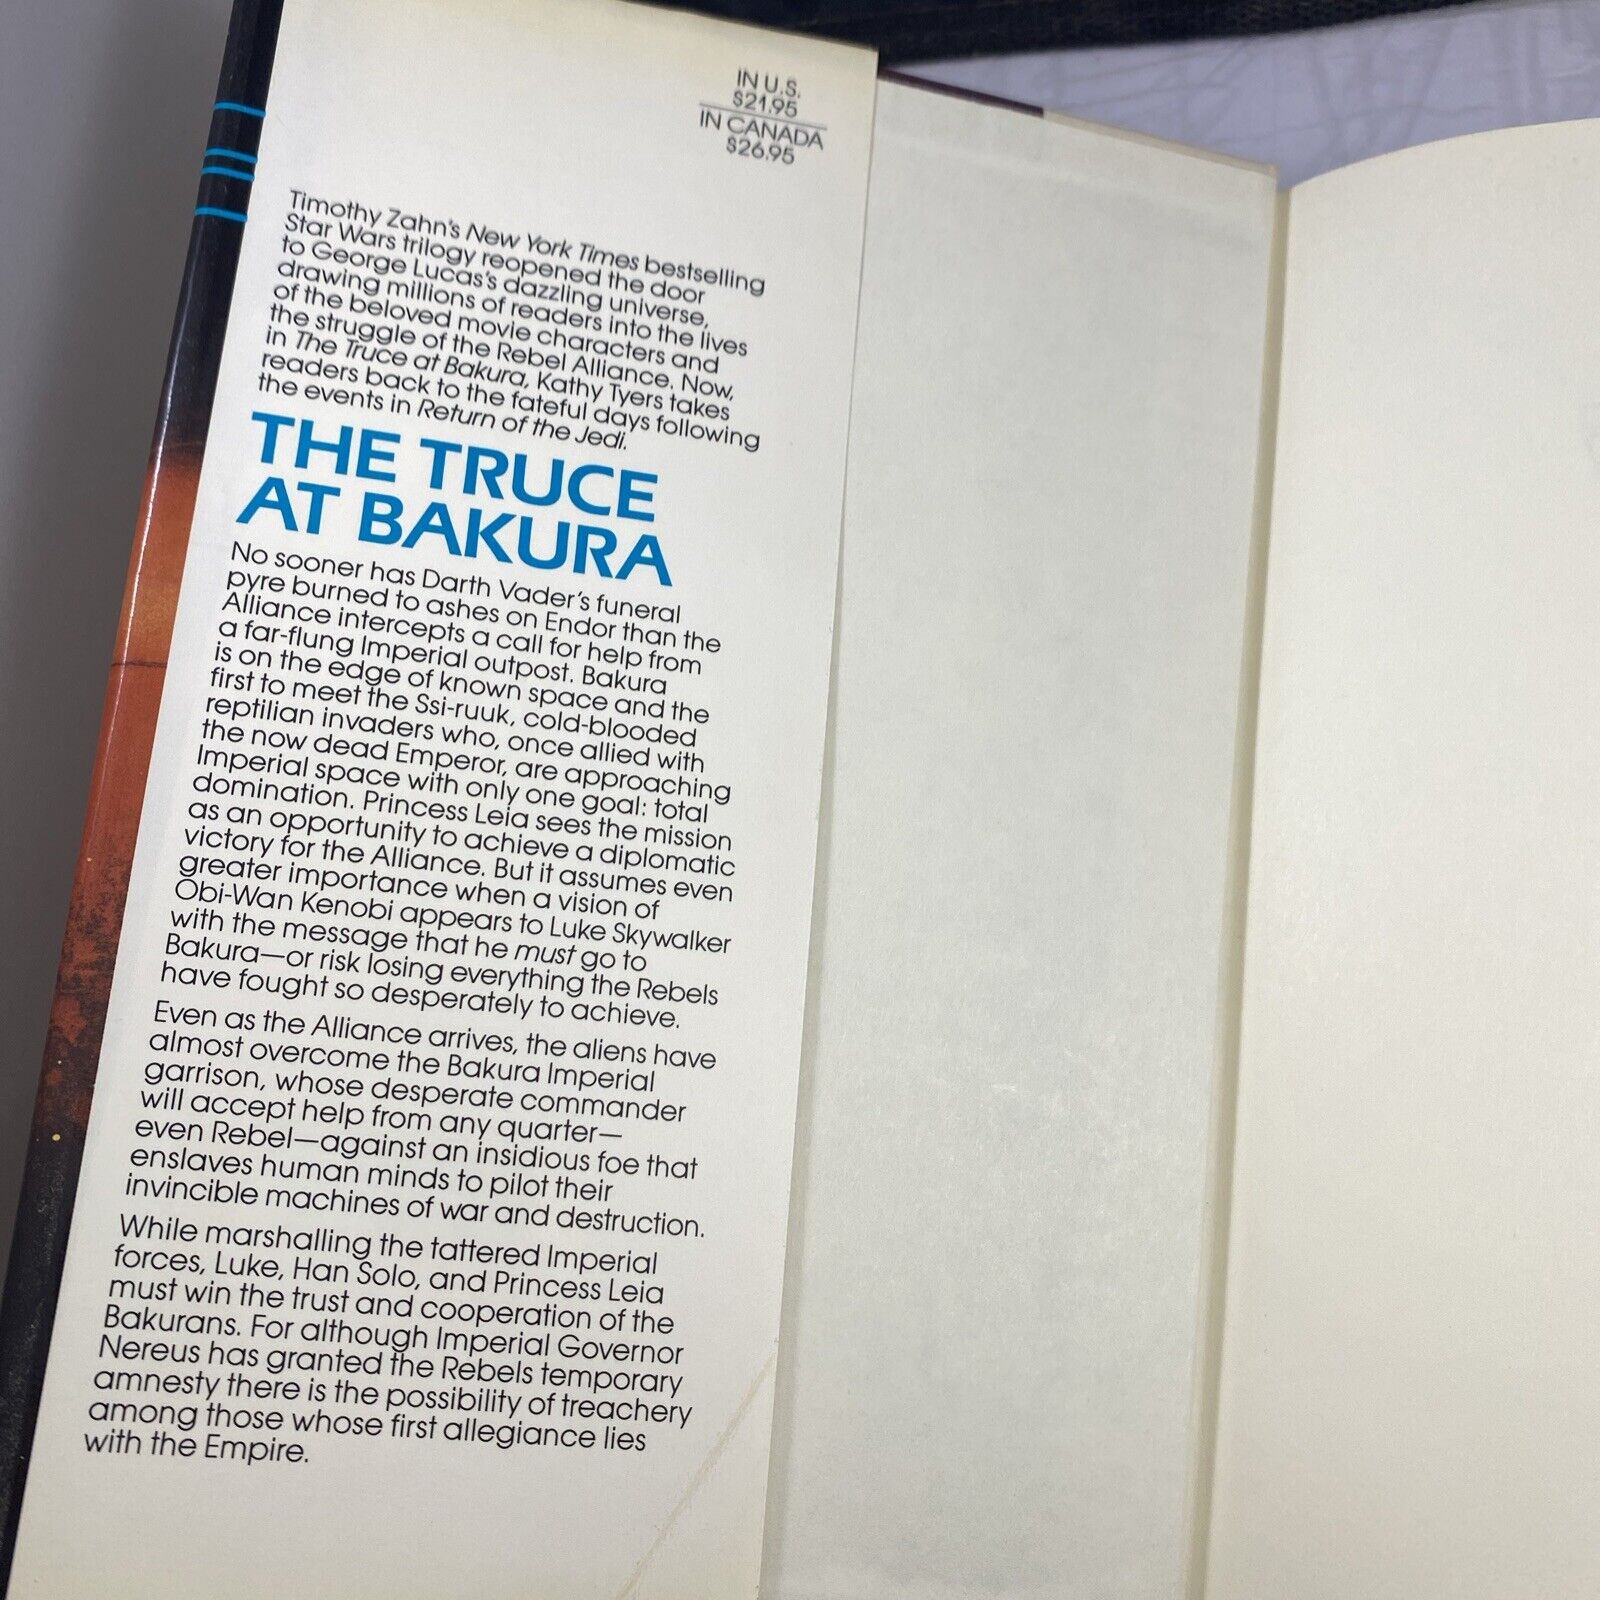 IN U.S.
$21.95
IN CANADA
$26.95
Timothy Zahn's New York Times bestselling
Star Wars trilogy reopened the door
to George Lucas's dazzling universe,
drawing millions of readers into the lives
of the beloved movie characters and
the struggle of the Rebel Alliance. Now,
in The Truce at Bakura, Kathy Tyers takes
readers back to the fateful days following
the events in Return of the Jedi.
THE TRUCE
AT BAKURA
No sooner has Darth Vader's funeral
pyre burned to ashes on Endor than the
Alliance intercepts a call for help from
a far-flung Imperial outpost. Bakura
is on the edge of known space and the
first to meet the Ssi-ruuk, cold-blooded
reptilian invaders who, once allied with
the now dead Emperor, are approaching
Imperial space with only one goal: total
domination. Princess Leia sees the mission
as an opportunity to achieve a diplomatic
victory for the Alliance. But it assumes even
greater importance when a vision of
Obi-Wan Kenobi appears to Luke Skywalker
with the message that he must go to
Bakura—or risk losing everything the Rebels
have fought so desperately to achieve.
Even as the Alliance arrives, the aliens have
almost overcome the Bakura Imperial
garrison, whose desperate commander
will accept help from any quarter—
even Rebel—against an insidious foe that
enslaves human minds to pilot their
invincible machines of war and destruction.
While marshalling the tattered Imperial
forces, Luke, Han Solo, and Princess Leia
must win the trust and cooperation of the
Bakurans. For although Imperial Governor
Nereus has granted the Rebels temporary
amnesty there is the possibility of treachery
among those whose first allegiance lies
with the Empire.